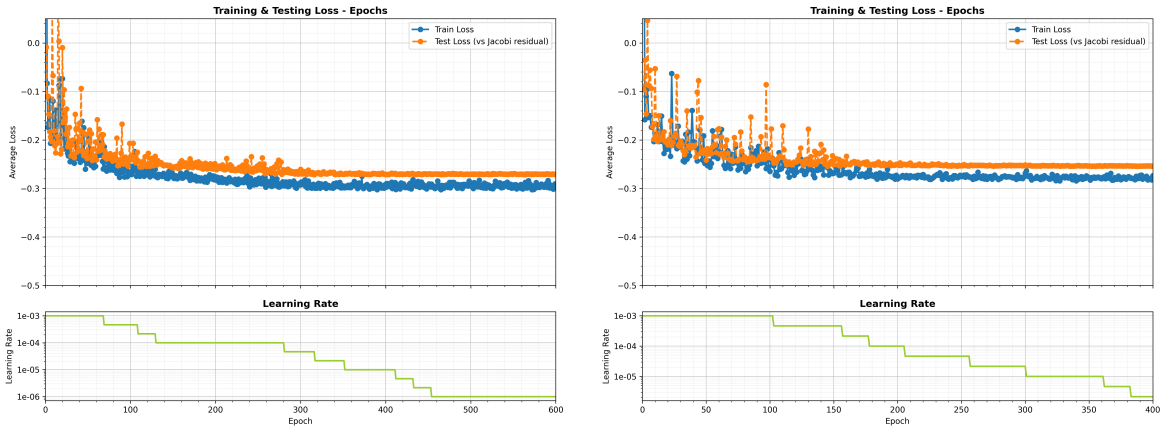 Training & Testing Loss - Epochs
Train Loss
Test Loss (vs Jacobi residual)
Average Loss
0.0
−0.1
−0.2
−0.3
−0.4
−0.5
Learning Rate
Learning Rate
1e-03
1e-04
1e-05
1e-06
0 100 200 300 400 500 600
Epoch
Training & Testing Loss - Epochs
Train Loss
Test Loss (vs Jacobi residual)
Average Loss
0.0
−0.1
−0.2
−0.3
−0.4
−0.5
Learning Rate
Learning Rate
1e-03
1e-04
1e-05
0 50 100 150 200 250 300 350 400
Epoch